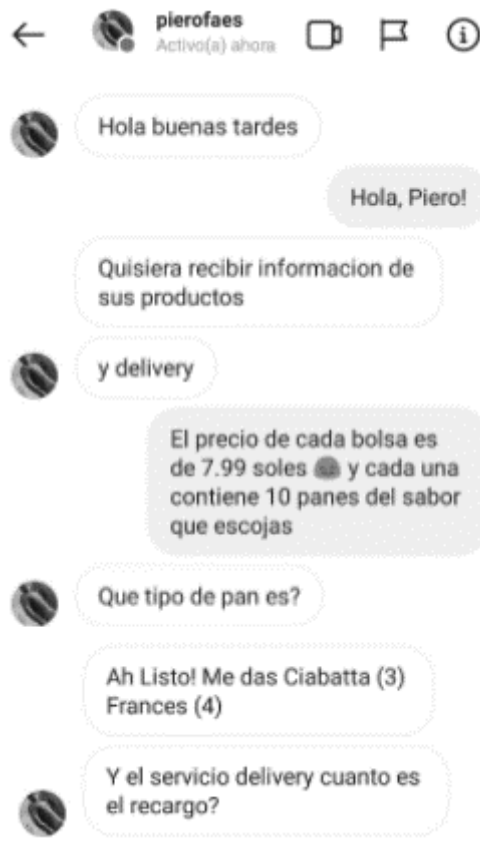 pierofaes
Activo(a) ahora
Hola buenas tardes
Hola, Piero!
Quisiera recibir informacion de
sus productos
y delivery
El precio de cada bolsa es
de 7.99 soles y cada una
contiene 10 panes del sabor
que escojas
Que tipo de pan es?
Ah Listo! Me das Ciabatta (3)
Frances (4)
Y el servicio delivery cuanto es
el recargo?